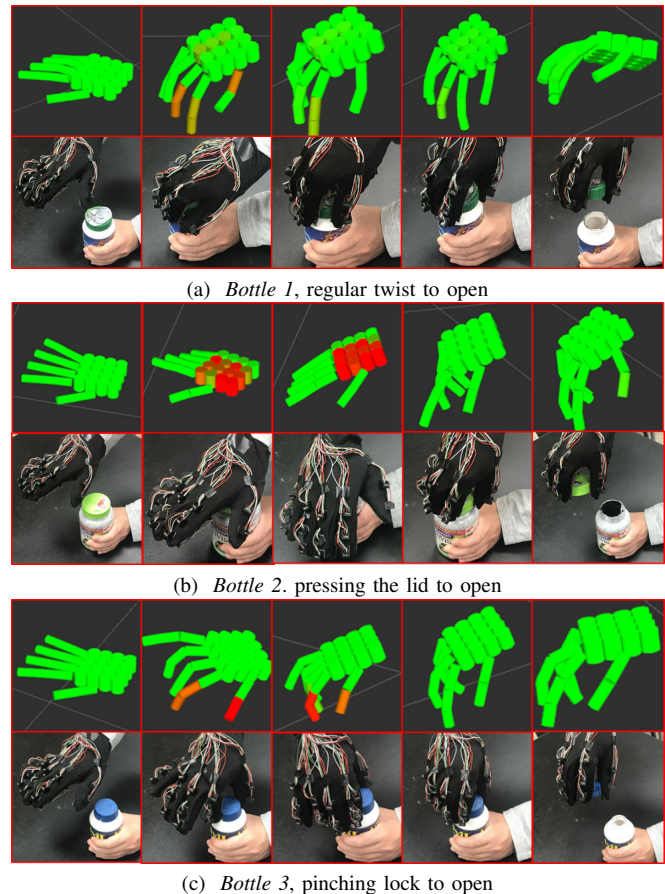 (a) Bottle 1, regular twist to open
(b) Bottle 2. pressing the lid to open
(c) Bottle 3, pinching lock to open